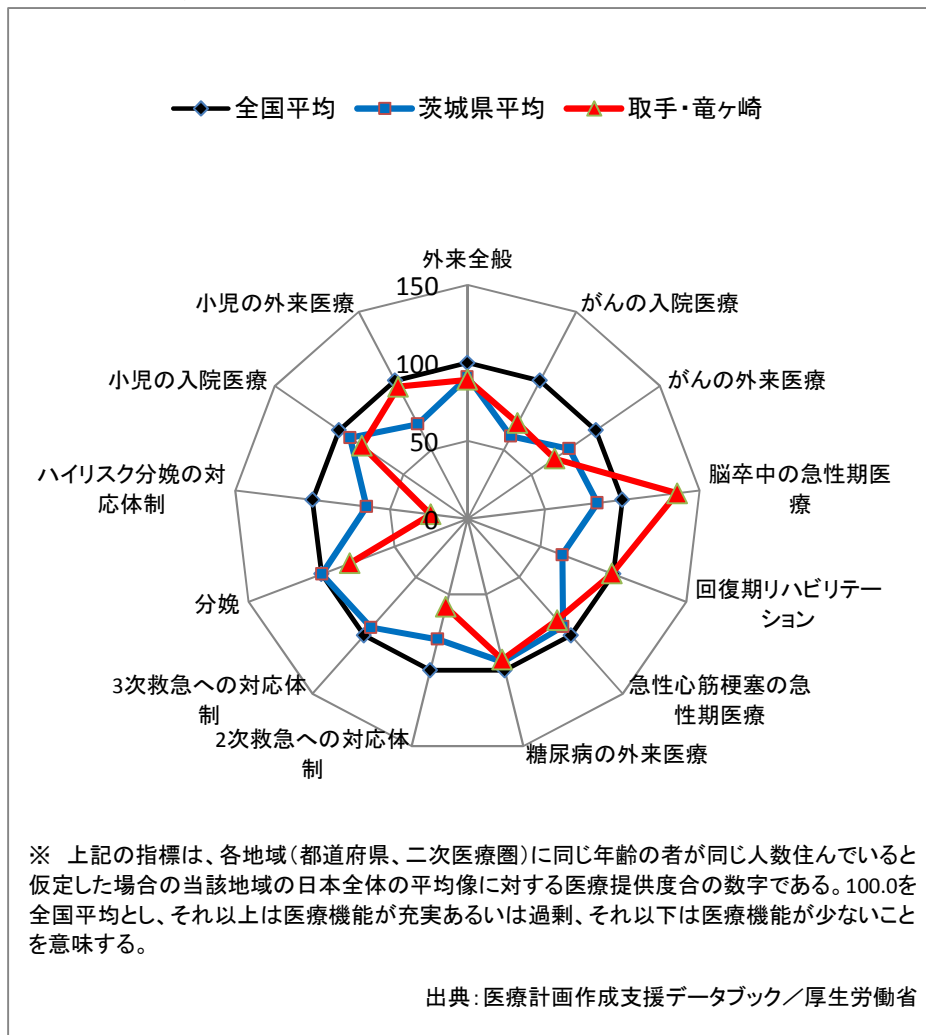 全国平均 茨城県平均 取手・竜ヶ崎
外来全般
がんの入院医療
がんの外来医療
脳卒中の急性期医
療
回復期リハビリテー
ション
急性心筋梗塞の急
性期医療
糖尿病の外来医療
2次救急への対応体
制
3次救急への対応体
制
分娩
ハイリスク分娩の対
応体制
小児の入院医療
小児の外来医療
150
100
50
0
※ 上記の指標は、各地域(都道府県、二次医療圏)に同じ年齢の者が同じ人数住んでいると
仮定した場合の当該地域の日本全体の平均像に対する医療提供度合の数字である。100.0を
全国平均とし、それ以上は医療機能が充実あるいは過剰、それ以下は医療機能が少ないこと
を意味する。
出典:医療計画作成支援データブック/厚生労働省